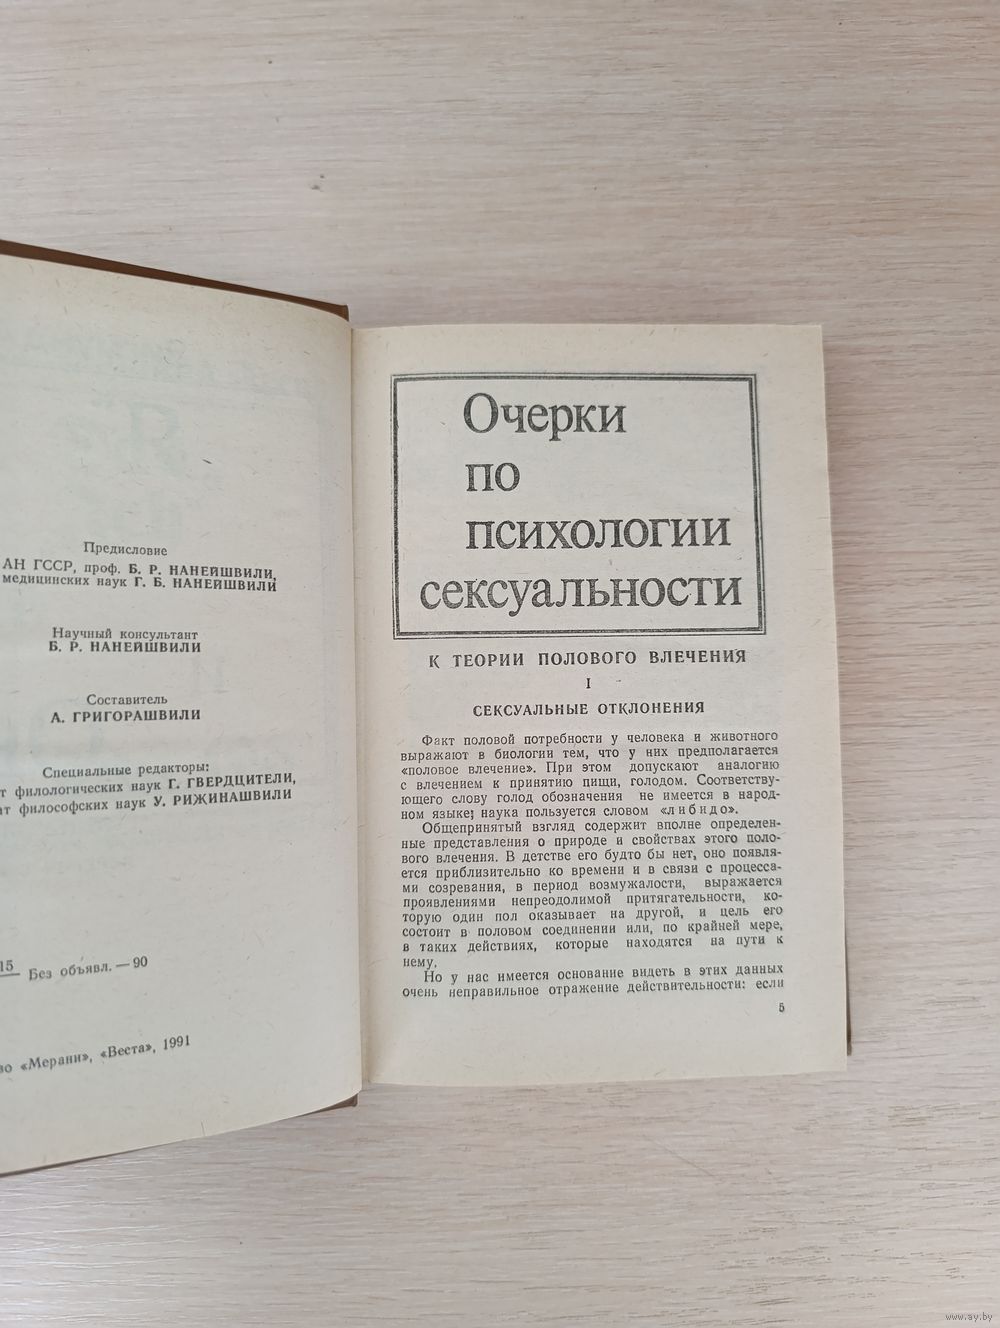 Предисловие
АН ГССР, проф. Б. Р. НАНЕЙШВИЛИ,
медицинских наук Г. Б. НАНЕЙШВИЛИ
Научный консультант
Б. Р. НАНЕЙШВИЛИ
Составитель
А. ГРИГОРАШВИЛИ
Специальные редакторы:
филологических наук Г. ГВЕРДЦИТЕЛИ,
философских наук У. РИЖИНАШВИЛИ
15
Без объявл. — 90
«Мерани», «Веста», 1991
Очерки
по
психологии
сексуальности
К ТЕОРИИ ПОЛОВОГО ВЛЕЧЕНИЯ
I
СЕКСУАЛЬНЫЕ ОТКЛОНЕНИЯ
Факт половой потребности у человека и животного
выражают в биологии тем, что у них предполагается
«половое влечение». При этом допускают аналогию
с влечением к принятию пищи, голодом. Соответству-
ющего слову голод обозначения не имеется в народ-
ном языке; наука пользуется словом «либидо».
Общепринятый взгляд содержит вполне определен-
ные представления о природе и свойствах этого поло-
вого влечения. В детстве его будто бы нет, оно появля-
ется приблизительно ко времени и в связи с процесса-
ми созревания, в период возмужалости, выражается
проявлениями непреодолимой притягательности, ко-
торую один пол оказывает на другой, и цель его
состоит в половом соединении или, по крайней мере,
в таких действиях, которые находятся на пути к
нему.
Но у нас имеется основание видеть в этих данных
очень неправильное отражение действительности: если
5
www.ay.by